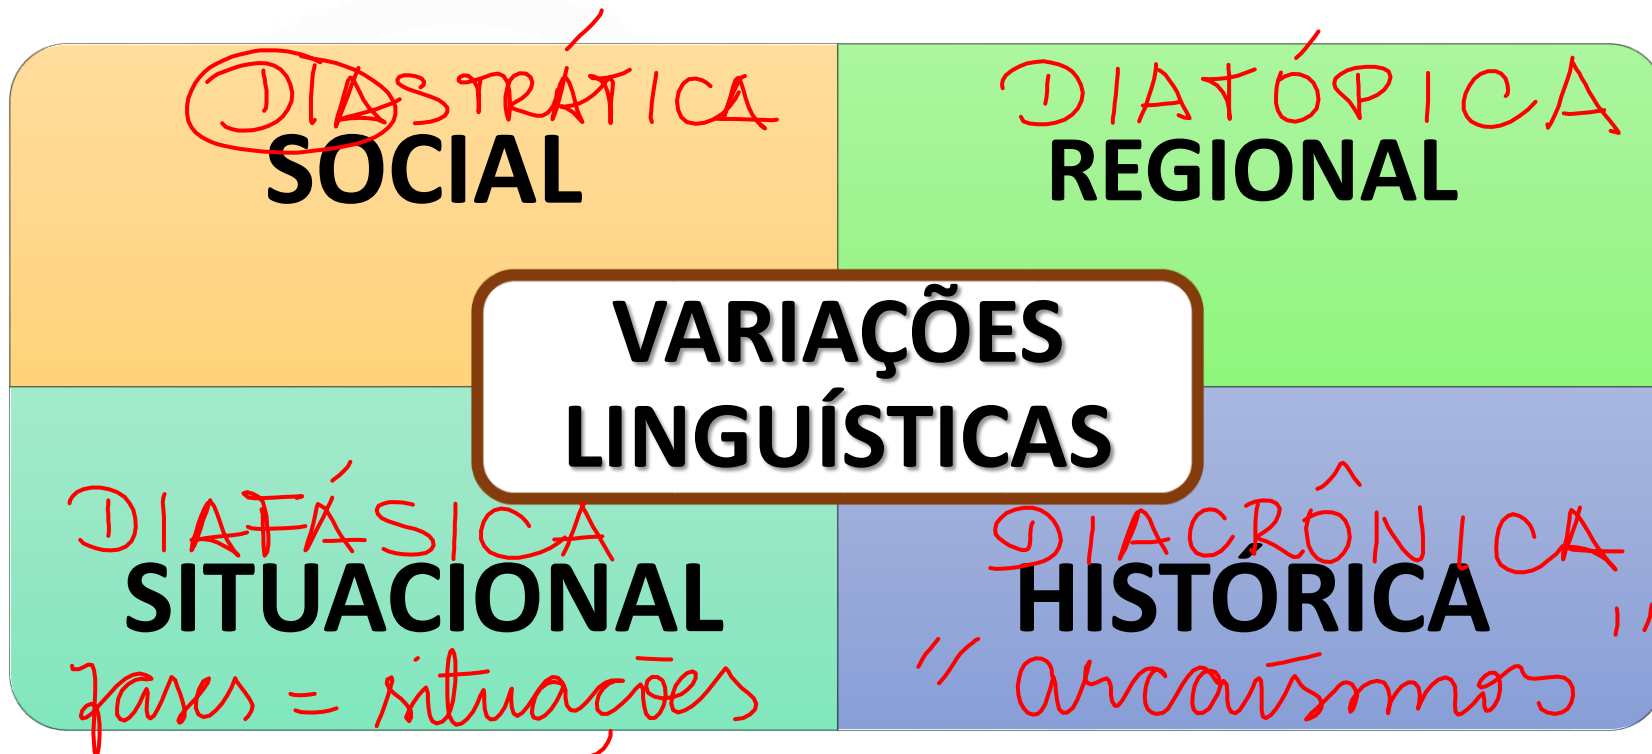 DIASTRÁTICA
SOCIAL
DIATÓPICA
REGIONAL
VARIAÇÕES
LINGUÍSTICAS
DIAFÁSICA
SITUACIONAL
fases = situações
DIACRÔNICA
HISTÓRICA
" arcaísmos "